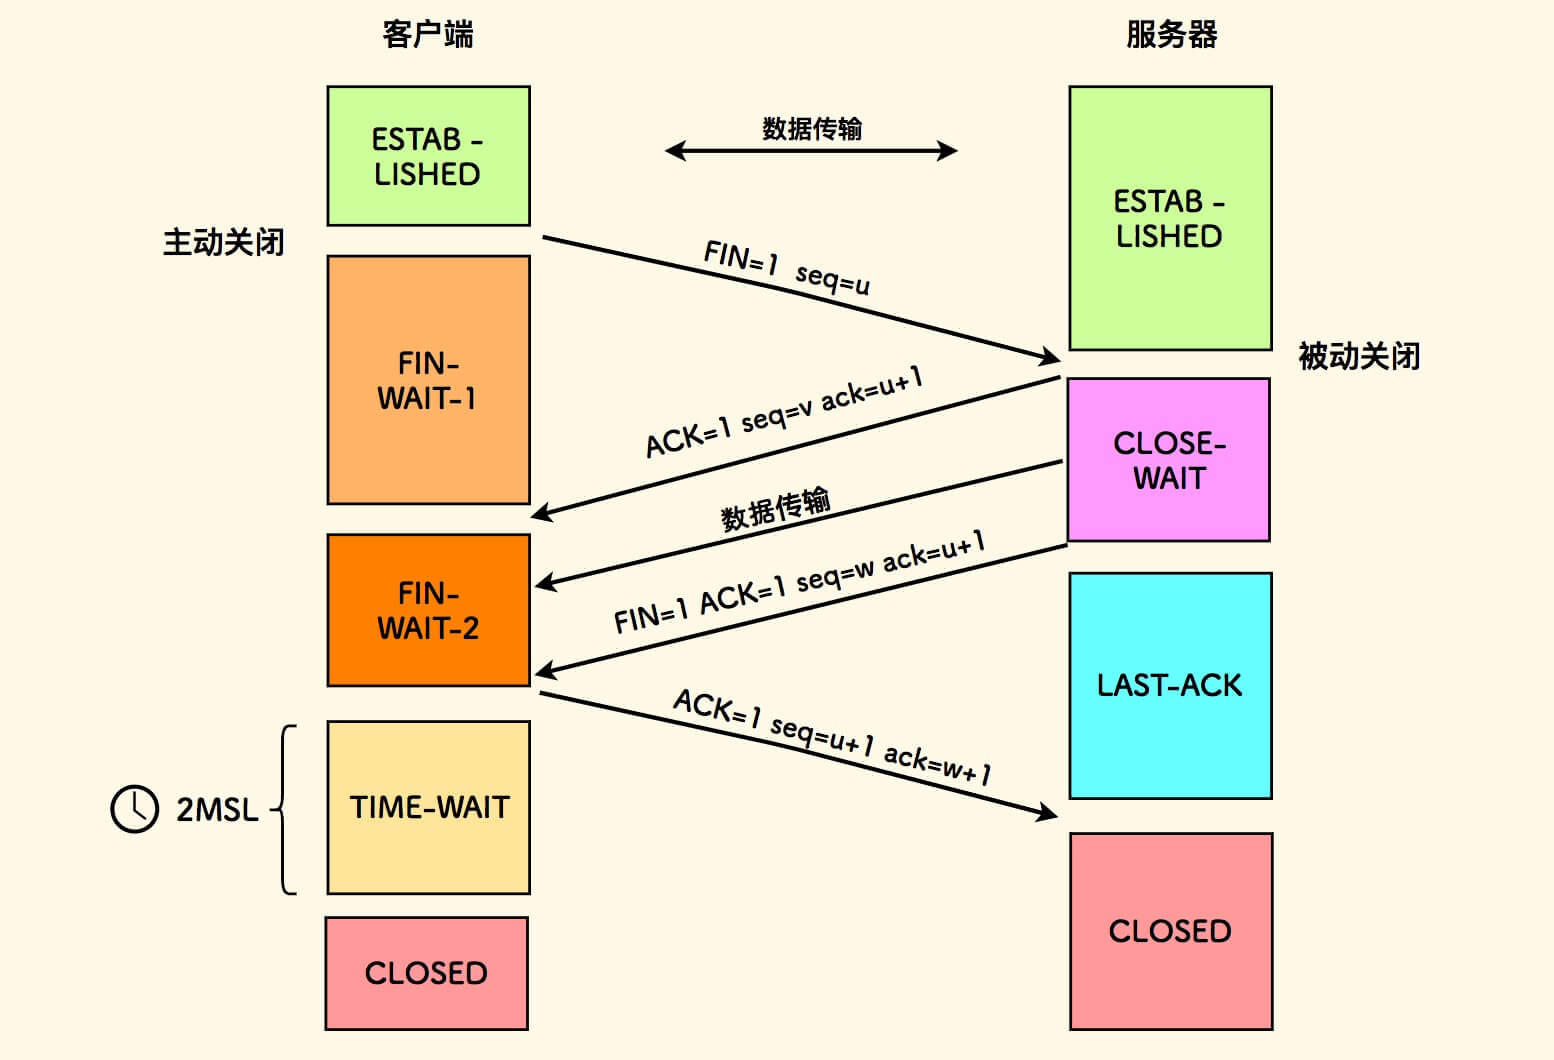 客户端
服务器
ESTAB -
LISHED
数据传输
ESTAB -
LISHED
主动关闭
FIN=1 seq=u
被动关闭
FIN-
WAIT-1
ACK=1 seq=v ack=u+1
CLOSE-
WAIT
数据传输
FIN-
WAIT-2
FIN=1 ACK=1 seq=w ack=u+1
LAST-ACK
ACK=1 seq=u+1 ack=w+1
2MSL
TIME-WAIT
CLOSED
CLOSED